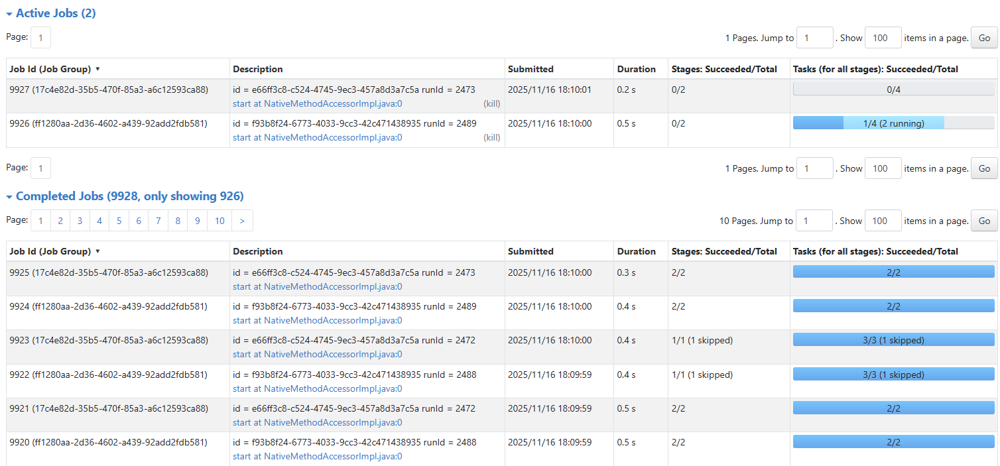 Active Jobs (2)
Page: 1
1 Pages. Jump to 1 . Show 100 items in a page. Go
Job Id (Job Group) ▼ Description Submitted Duration Stages: Succeeded/Total Tasks (for all stages): Succeeded/Total
9927 (17c4e82d-35b5-470f-85a3-a6c12593ca88) id = e66ff3c8-c524-4745-9ec3-457a8d3a7c5a runId = 2473 2025/11/16 18:10:01 0.2 s 0/2 0/4
start at NativeMethodAccessorImpl.java:0 (kill)
9926 (ff1280aa-2d36-4602-a439-92add2fdb581) id = f93b8f24-6773-4033-9cc3-42c471438935 runId = 2489 2025/11/16 18:10:00 0.5 s 0/2 1/4 (2 running)
start at NativeMethodAccessorImpl.java:0 (kill)
Page: 1
1 Pages. Jump to 1 . Show 100 items in a page. Go
Completed Jobs (9928, only showing 926)
Page: 1 2 3 4 5 6 7 8 9 10 >
10 Pages. Jump to 1 . Show 100 items in a page. Go
Job Id (Job Group) ▼ Description Submitted Duration Stages: Succeeded/Total Tasks (for all stages): Succeeded/Total
9925 (17c4e82d-35b5-470f-85a3-a6c12593ca88) id = e66ff3c8-c524-4745-9ec3-457a8d3a7c5a runId = 2473 2025/11/16 18:10:00 0.3 s 2/2 2/2
start at NativeMethodAccessorImpl.java:0
9924 (ff1280aa-2d36-4602-a439-92add2fdb581) id = f93b8f24-6773-4033-9cc3-42c471438935 runId = 2489 2025/11/16 18:10:00 0.4 s 2/2 2/2
start at NativeMethodAccessorImpl.java:0
9923 (17c4e82d-35b5-470f-85a3-a6c12593ca88) id = e66ff3c8-c524-4745-9ec3-457a8d3a7c5a runId = 2472 2025/11/16 18:10:00 0.4 s 1/1 (1 skipped) 3/3 (1 skipped)
start at NativeMethodAccessorImpl.java:0
9922 (ff1280aa-2d36-4602-a439-92add2fdb581) id = f93b8f24-6773-4033-9cc3-42c471438935 runId = 2488 2025/11/16 18:09:59 0.4 s 1/1 (1 skipped) 3/3 (1 skipped)
start at NativeMethodAccessorImpl.java:0
9921 (17c4e82d-35b5-470f-85a3-a6c12593ca88) id = e66ff3c8-c524-4745-9ec3-457a8d3a7c5a runId = 2472 2025/11/16 18:09:59 0.5 s 2/2 2/2
start at NativeMethodAccessorImpl.java:0
9920 (ff1280aa-2d36-4602-a439-92add2fdb581) id = f93b8f24-6773-4033-9cc3-42c471438935 runId = 2488 2025/11/16 18:09:59 0.5 s 2/2 2/2
start at NativeMethodAccessorImpl.java:0